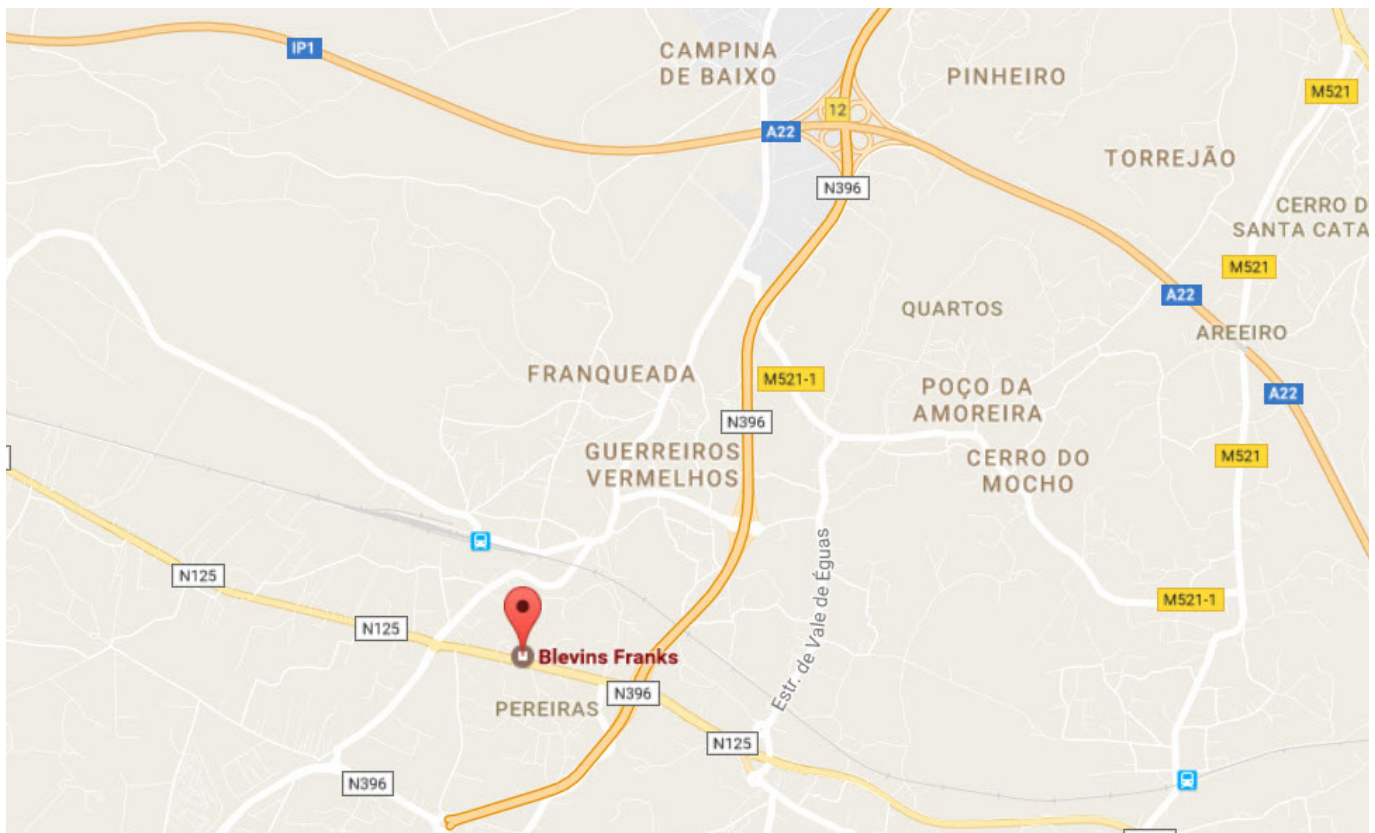 IP1
CAMPINA
DE BAIXO
PINHEIRO
M521
12
A22
TORREJÃO
N396
CERRO D
SANTA CATA
M521
A22
QUARTOS
AREEIRO
FRANQUEADA
M521-1
POÇO DA
AMOREIRA
A22
N396
GUERREIROS
VERMELHOS
CERRO DO
MOCHO
M521
N125
Estr. de Vale de Éguas
M521-1
N125
Blevins Franks
PEREIRAS
N396
N125
N396